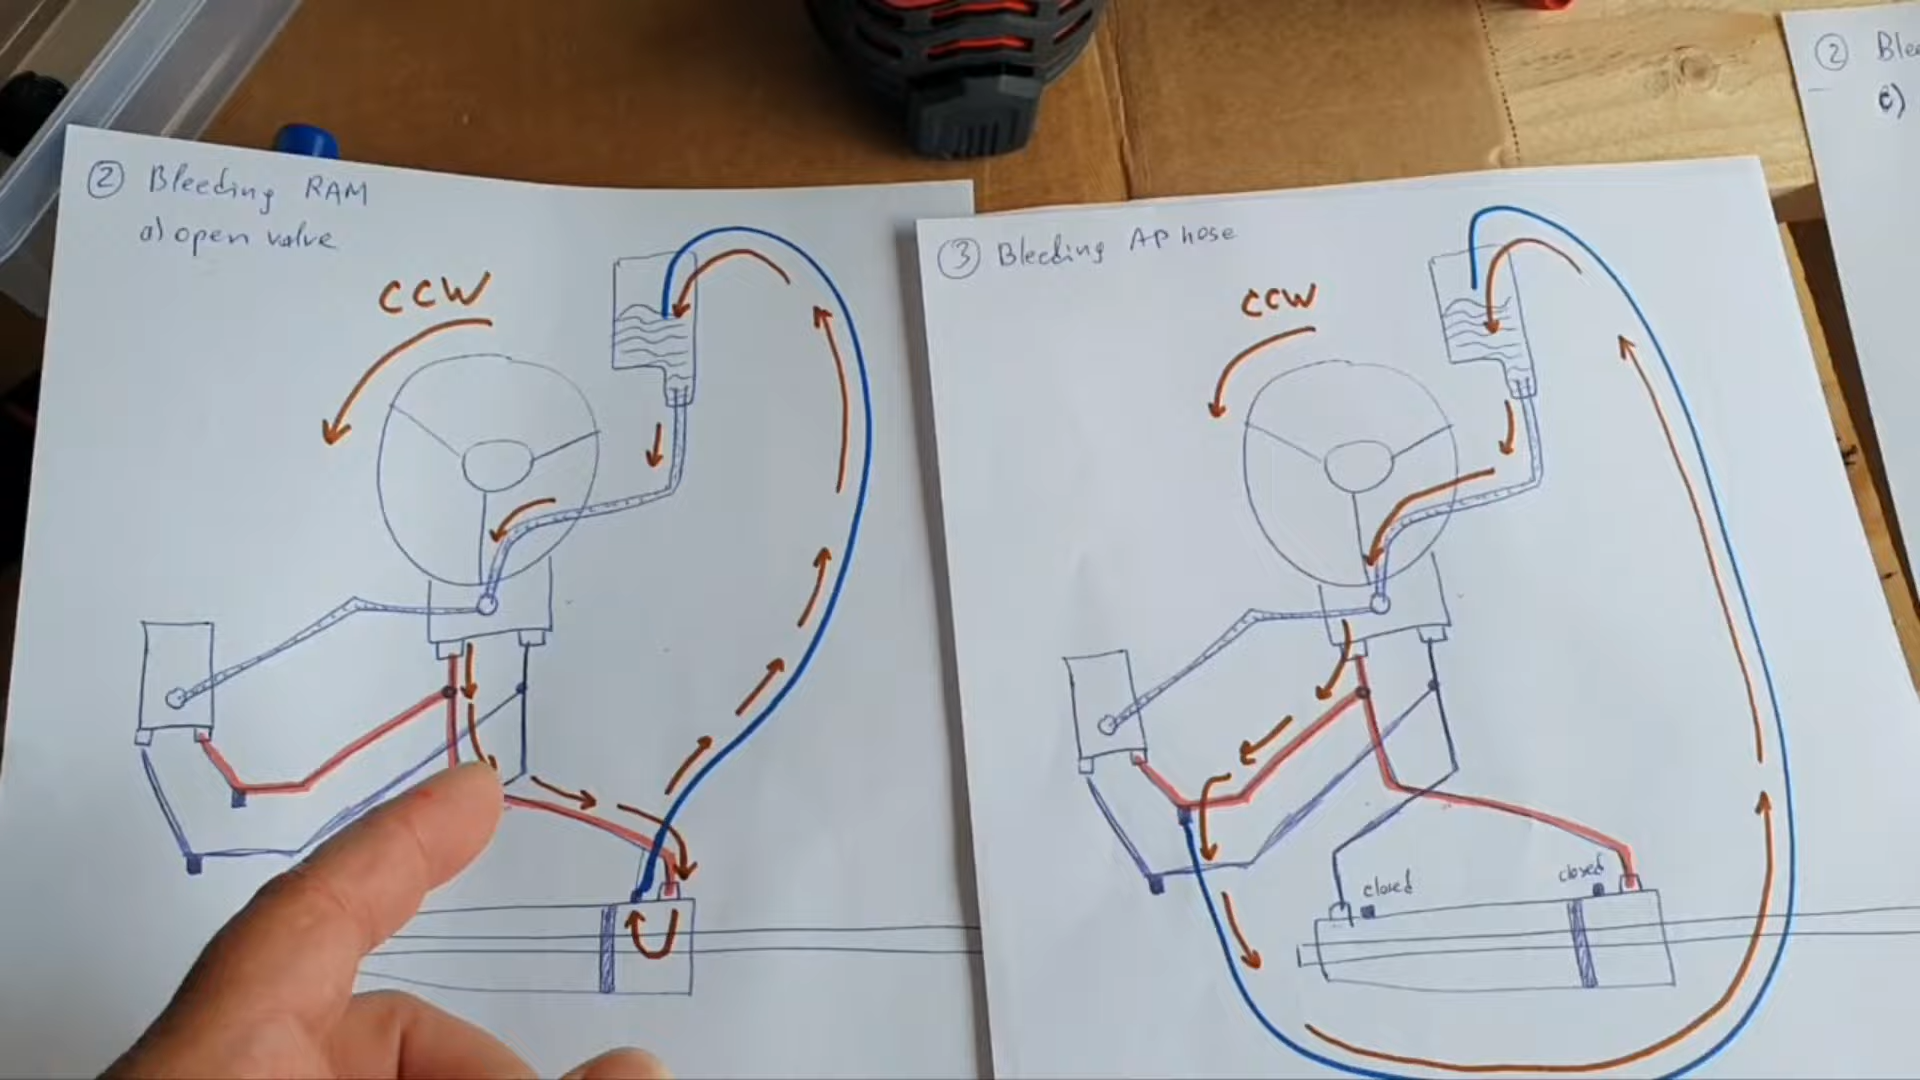 ② Bleeding RAM
a) open valve
CCW
③ Bleeding AP hose
CCW
closed
closed
②
c)